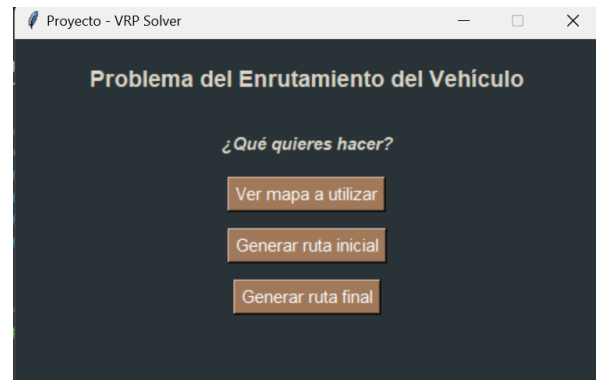 Proyecto - VRP Solver
Problema del Enrutamiento del Vehículo
¿Qué quieres hacer?
Ver mapa a utilizar
Generar ruta inicial
Generar ruta final